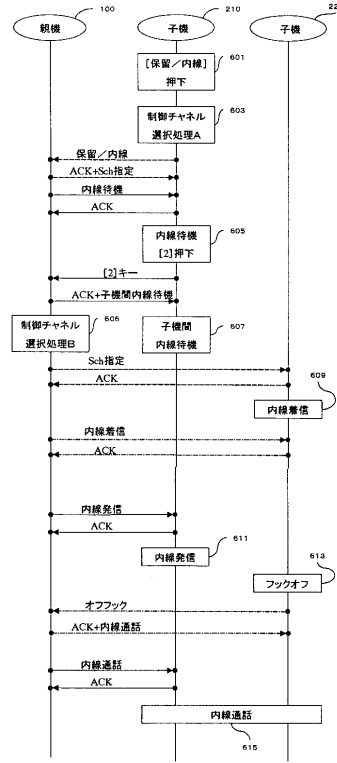 親機
100
子機
210
子機
22
[保留／内線]
押下
601
制御チャネル
選択処理A
603
保留／内線
ACK+Sch指定
内線待機
ACK
内線待機
[2]押下
605
[2]キー
ACK+子機間内線待機
制御チャネル
選択処理B
606
子機間
内線待機
607
Sch指定
ACK
609
内線着信
内線着信
ACK
内線発信
ACK
内線発信
611
613
フックオフ
オフフック
ACK+内線通話
内線通話
ACK
内線通話
615